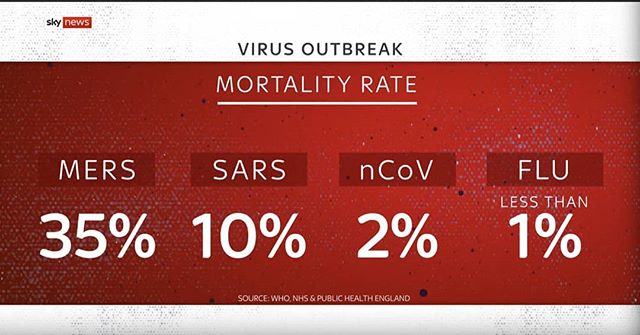 sky news
VIRUS OUTBREAK
MORTALITY RATE
MERS SARS nCoV FLU
LESS THAN
35% 10% 2% 1%
SOURCE: WHO, NHS & PUBLIC HEALTH ENGLAND